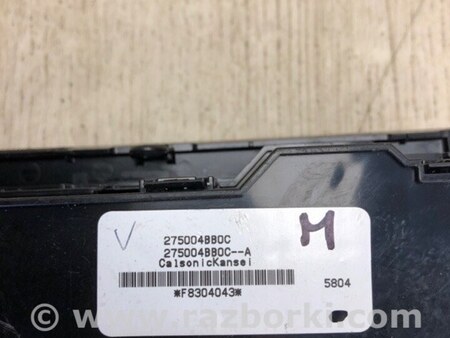 V
275004BB0C
M
275004BB0C--A
CalsonicKansei
5804
*F8304043*
© www.razborki.com